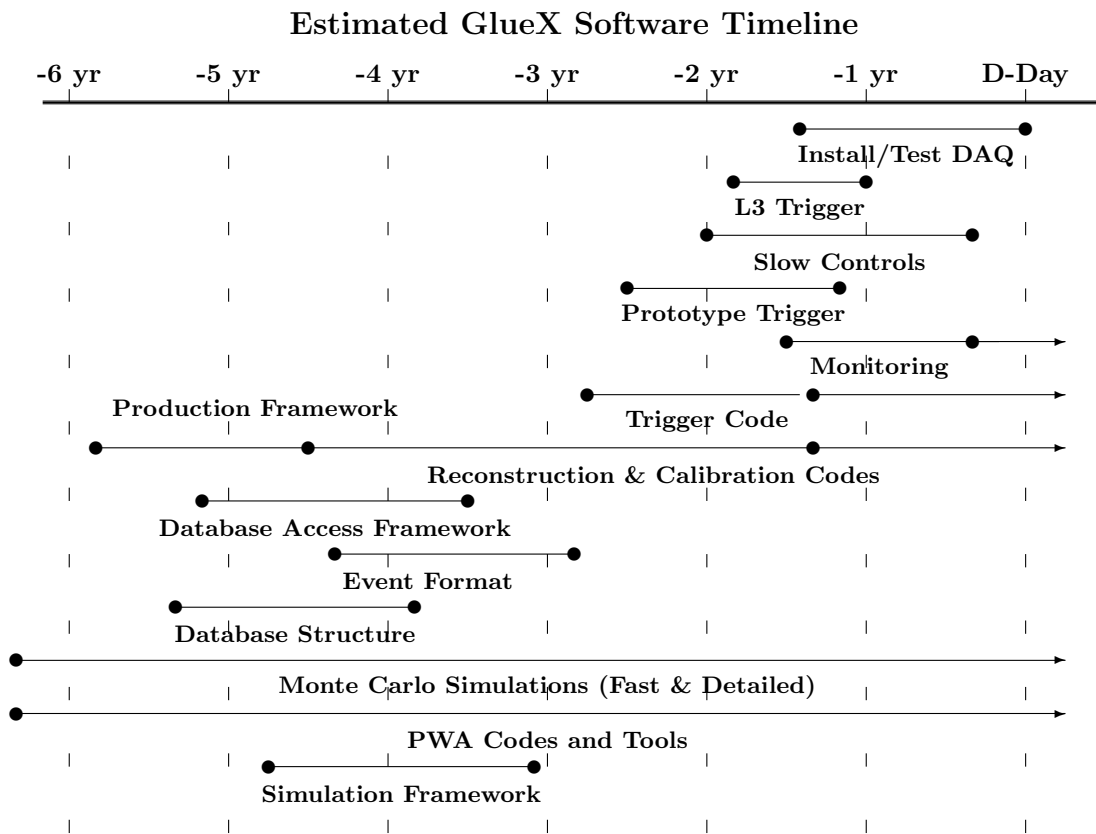 Estimated GlueX Software Timeline
-6 yr -5 yr -4 yr -3 yr -2 yr -1 yr D-Day
Install/Test DAQ
L3 Trigger
Slow Controls
Prototype Trigger
Monitoring
Production Framework
Trigger Code
Reconstruction & Calibration Codes
Database Access Framework
Event Format
Database Structure
Monte Carlo Simulations (Fast & Detailed)
PWA Codes and Tools
Simulation Framework